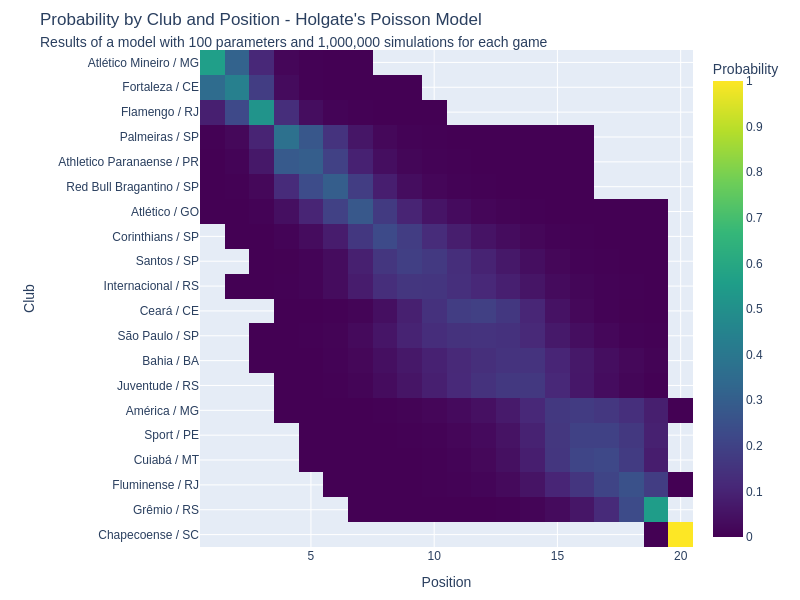 Probability by Club and Position - Holgate's Poisson Model
Results of a model with 100 parameters and 1,000,000 simulations for each game
Probability
Atlético Mineiro / MG
Fortaleza / CE
Flamengo / RJ
Palmeiras / SP
Athletico Paranaense / PR
Red Bull Bragantino / SP
Atlético / GO
Corinthians / SP
Santos / SP
Internacional / RS
Ceará / CE
São Paulo / SP
Bahia / BA
Juventude / RS
América / MG
Sport / PE
Cuiabá / MT
Fluminense / RJ
Grêmio / RS
Chapecoense / SC
Club
5
10
15
20
Position
1
0.9
0.8
0.7
0.6
0.5
0.4
0.3
0.2
0.1
0